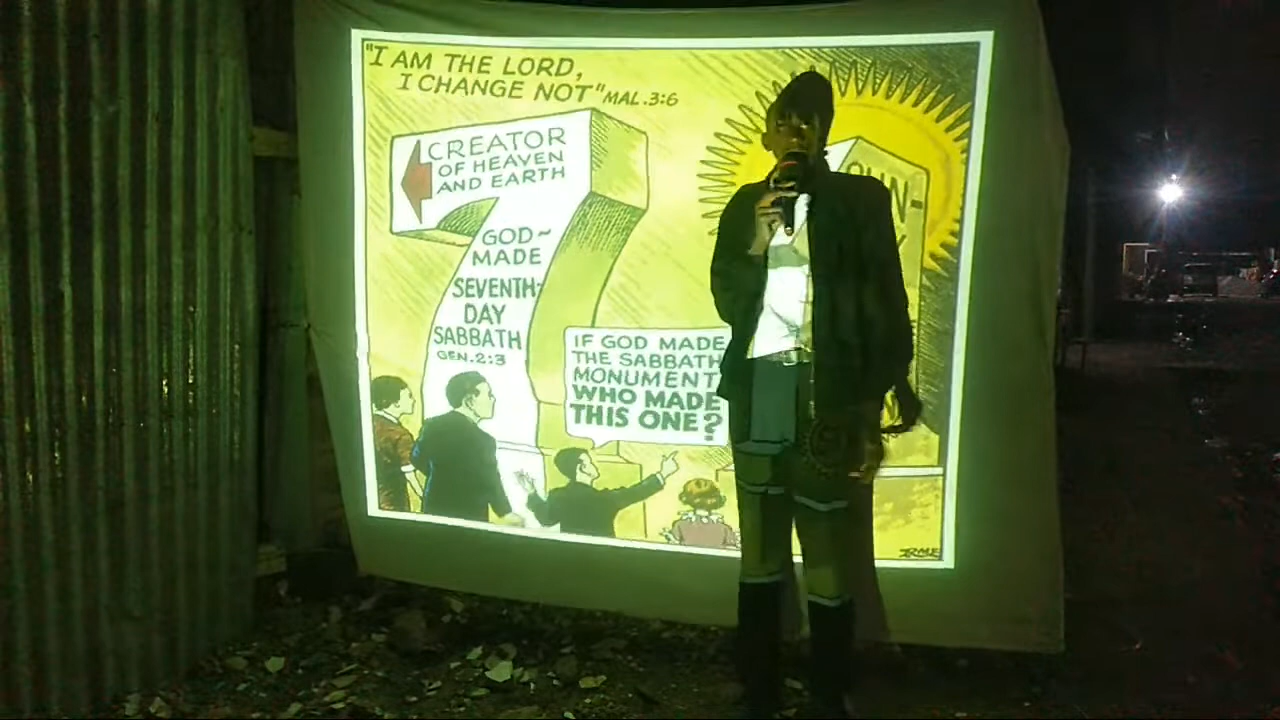 "I AM THE LORD,
I CHANGE NOT" MAL.3:6
CREATOR
OF HEAVEN
AND EARTH
GOD~
MADE
SEVENTH-
DAY
SABBATH
GEN.2:3
IF GOD MADE
THE SABBATH
MONUMENT
WHO MADE
THIS ONE?
SUN-